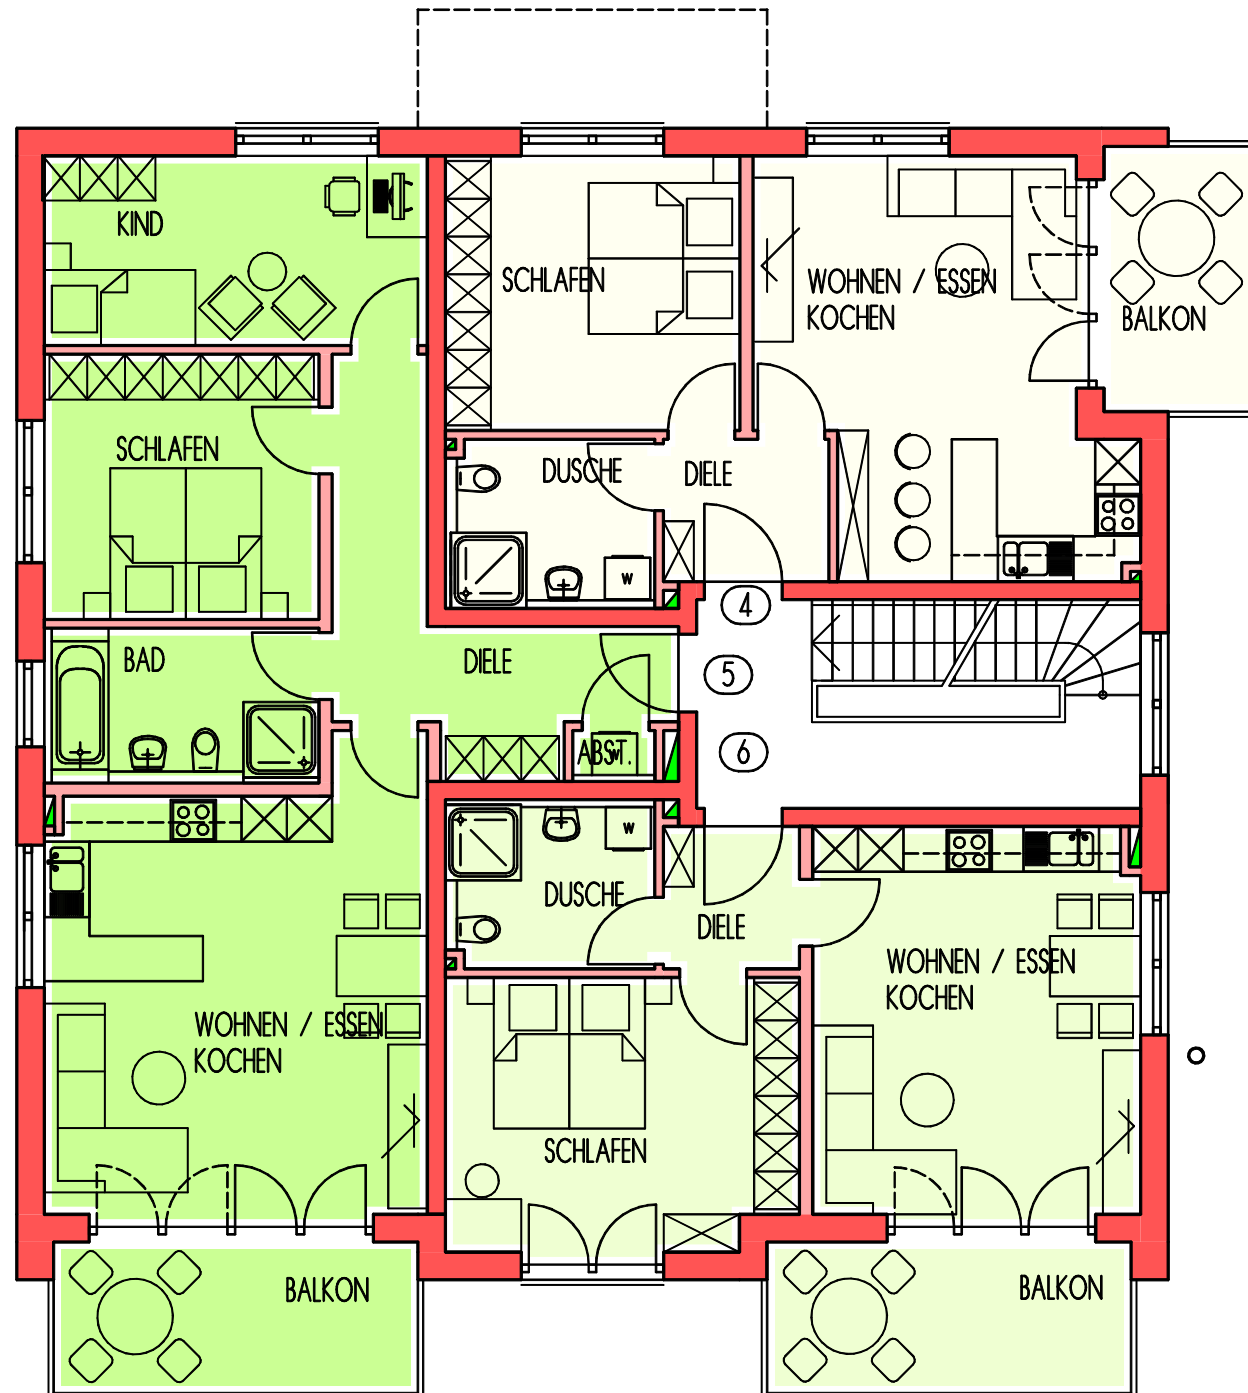 KIND
SCHLAFEN
WOHNEN / ESSEN
KOCHEN
BALKON
SCHLAFEN
DUSCHE
DIELE
W
4
BAD
DIELE
5
6
ABST.
W
W
DUSCHE
DIELE
WOHNEN / ESSEN
KOCHEN
WOHNEN / ESSEN
KOCHEN
SCHLAFEN
BALKON
BALKON